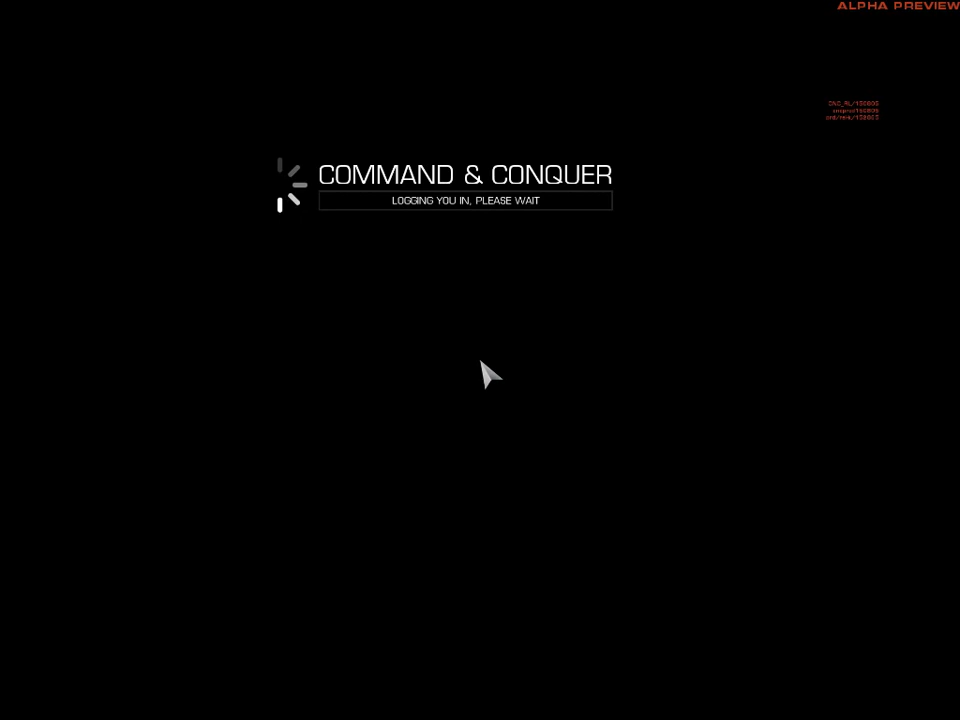 ALPHA PREVIEW
COMMAND & CONQUER
LOGGING YOU IN, PLEASE WAIT